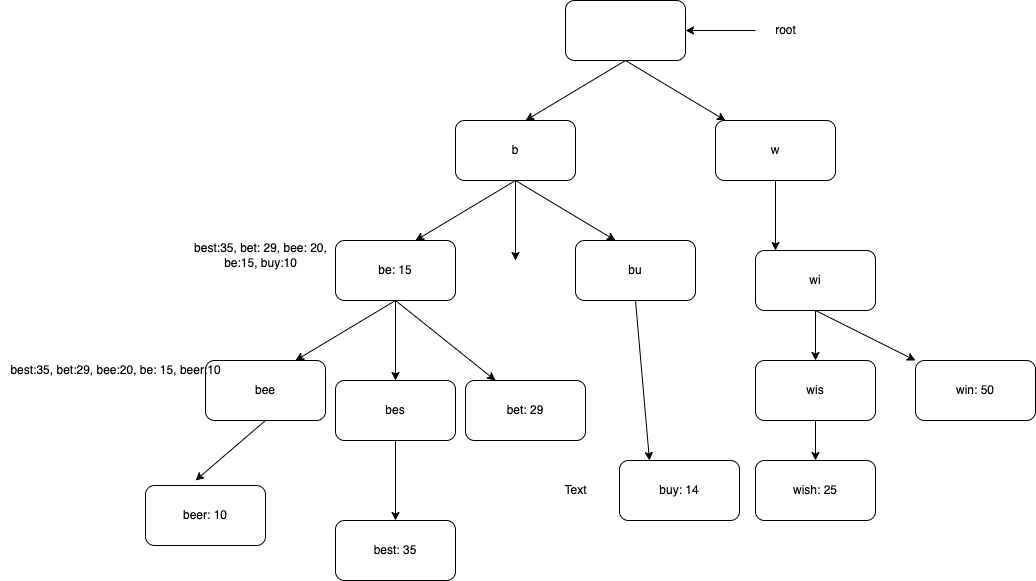 root
b
w
best:35, bet: 29, bee: 20,
be:15, buy:10
be: 15
bu
wi
best:35, bet:29, bee:20, be: 15, beer:10
bee
bes
bet: 29
wis
win: 50
beer: 10
Text
buy: 14
wish: 25
best: 35